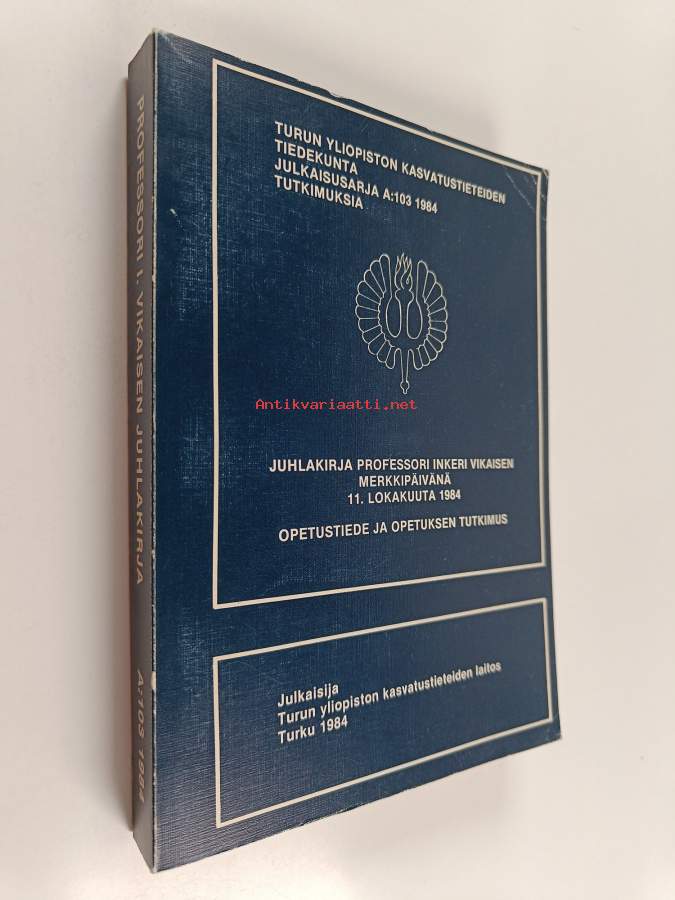 TURUN YLIOPISTON KASVATUSTIETEIDEN
TIEDEKUNTA
JULKAISUSARJA A:103 1984
TUTKIMUKSIA
Antikvariaatti.net
JUHLAKIRJA PROFESSORI INKERI VIKAISEN
MERKKIPÄIVÄNÄ
11. LOKAKUUTA 1984
OPETUSTIEDE JA OPETUKSEN TUTKIMUS
Julkaisija
Turun yliopiston kasvatustieteiden laitos
Turku 1984
PROFESSORI I. VIKAISEN JUHLAKIRJA A:103 1984